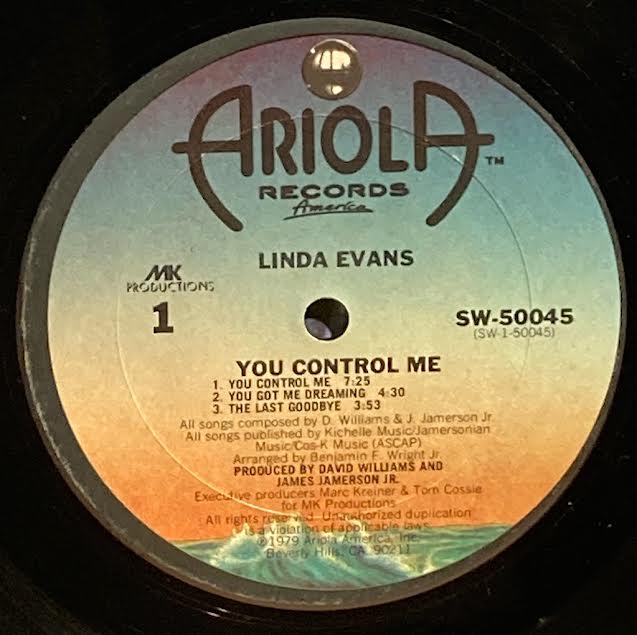 ARIOLA TM
RECORDS
America
LINDA EVANS
MK
PRODUCTIONS
1
SW-50045
(SW-1-50045)
YOU CONTROL ME
1. YOU CONTROL ME 7:25
2. YOU GOT ME DREAMING 4:30
3. THE LAST GOODBYE 3:53
All songs composed by D. Williams & J. Jamerson Jr.
All songs published by Kichelle Music/Jamersonian
Music/Cos-K Music (ASCAP)
Arranged by Benjamin F. Wright Jr.
PRODUCED BY DAVID WILLIAMS AND
JAMES JAMERSON JR.
Executive producers Marc Kreiner & Tom Cossie
for MK Productions
All rights reserved. Unauthorized duplication
is a violation of applicable laws.
℗1979 Ariola America, Inc.
Beverly Hills, CA. 90211